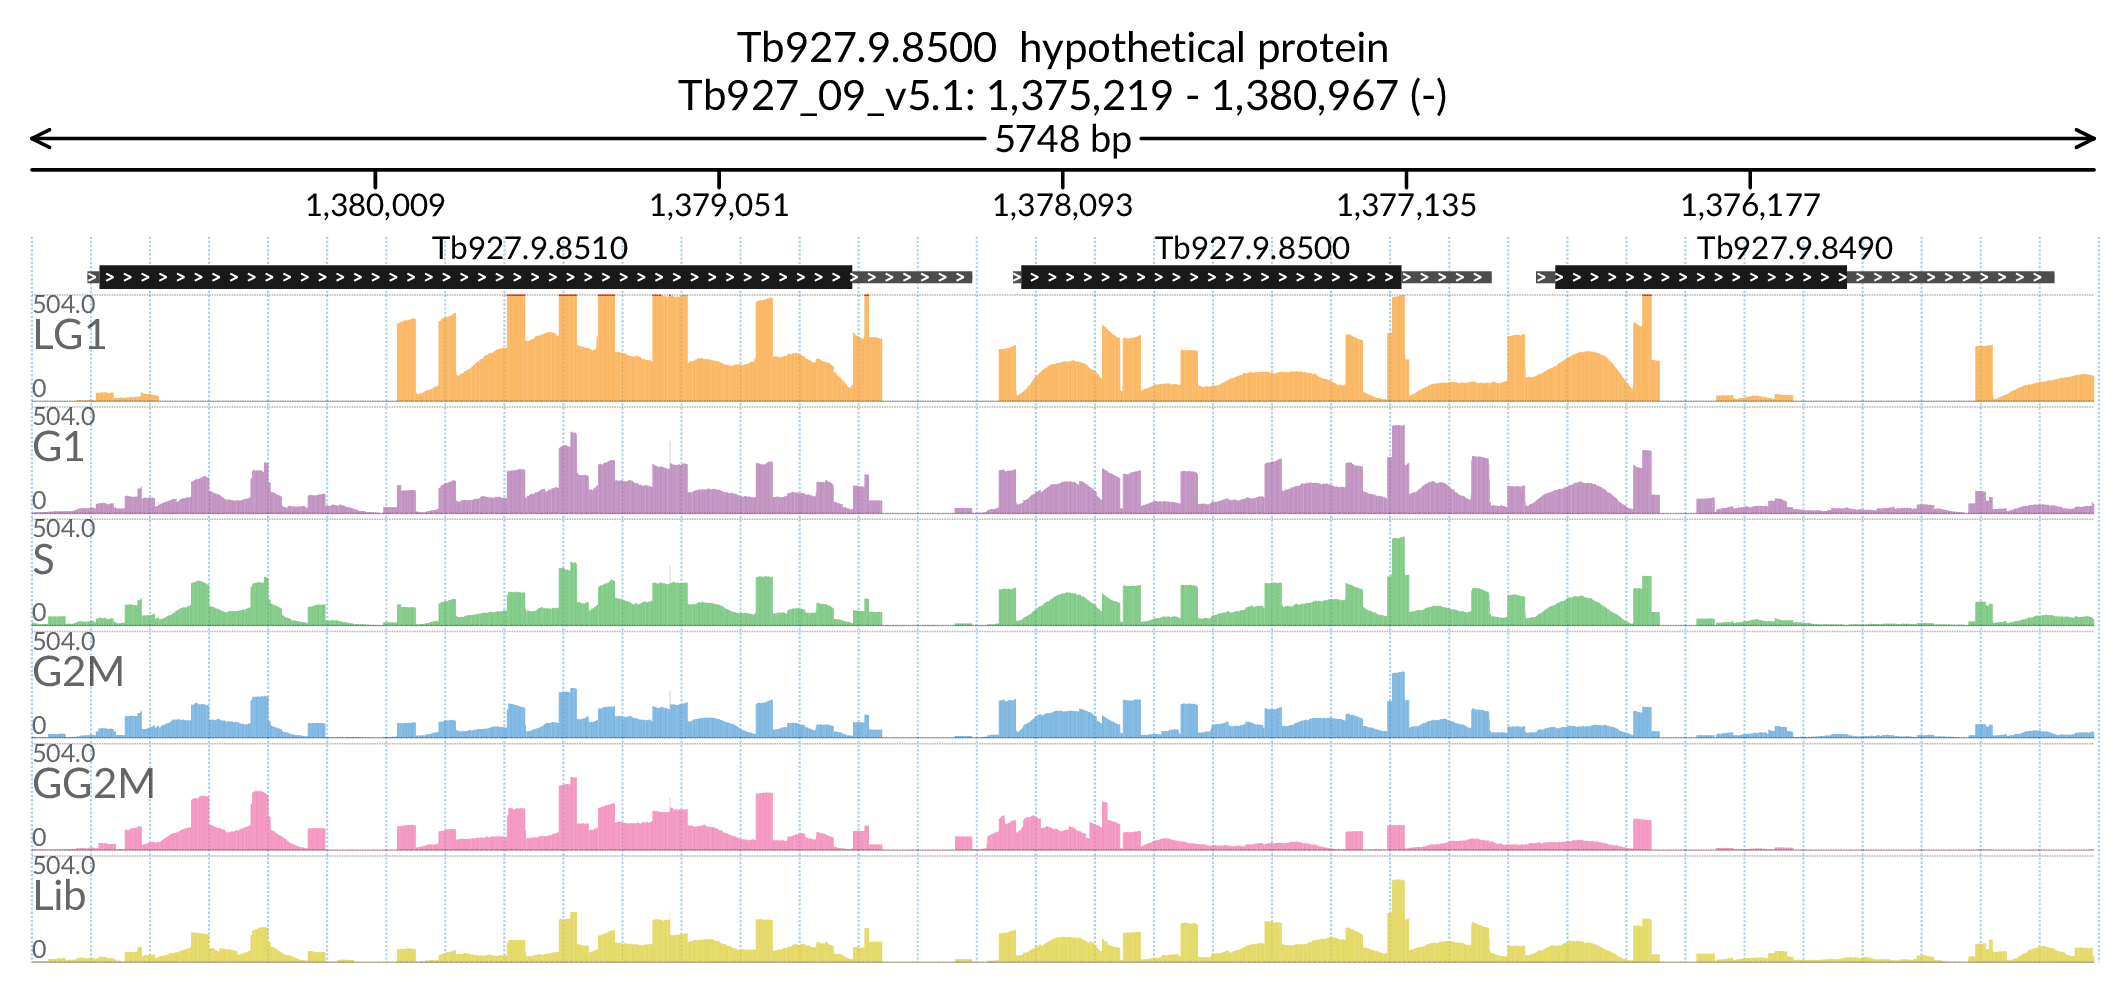 Tb927.9.8500  hypothetical protein
Tb927_09_v5.1: 1,375,219 - 1,380,967 (-)
5748 bp
1,380,009 1,379,051 1,378,093 1,377,135 1,376,177
Tb927.9.8510 Tb927.9.8500 Tb927.9.8490
504.0
LG1
0
504.0
G1
0
504.0
S
0
504.0
G2M
0
504.0
GG2M
0
504.0
Lib
0